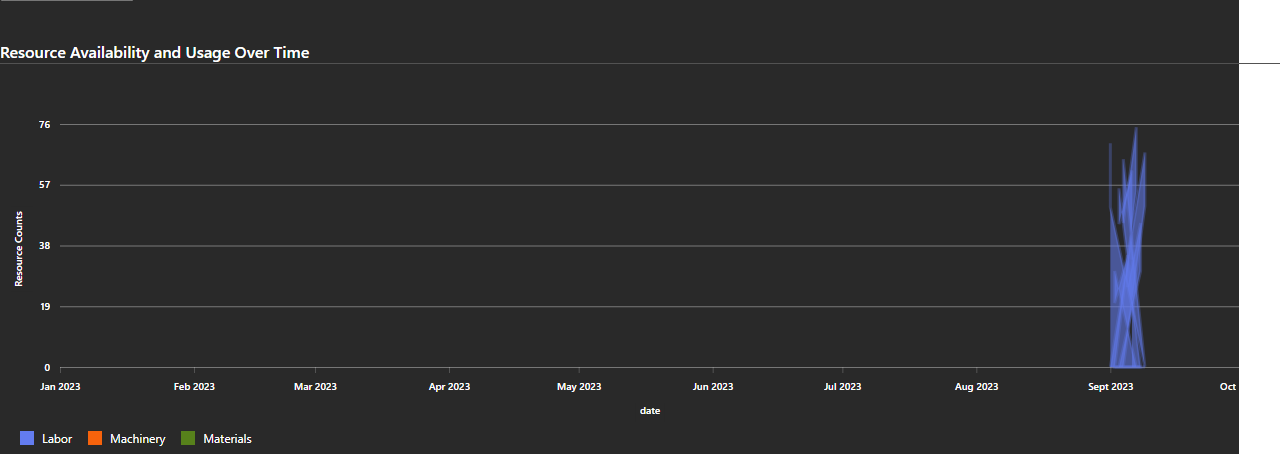 Resource Availability and Usage Over Time
76
57
38
19
0
Resource Counts
Jan 2023 Feb 2023 Mar 2023 Apr 2023 May 2023 Jun 2023 Jul 2023 Aug 2023 Sept 2023 Oct
date
Labor Machinery Materials